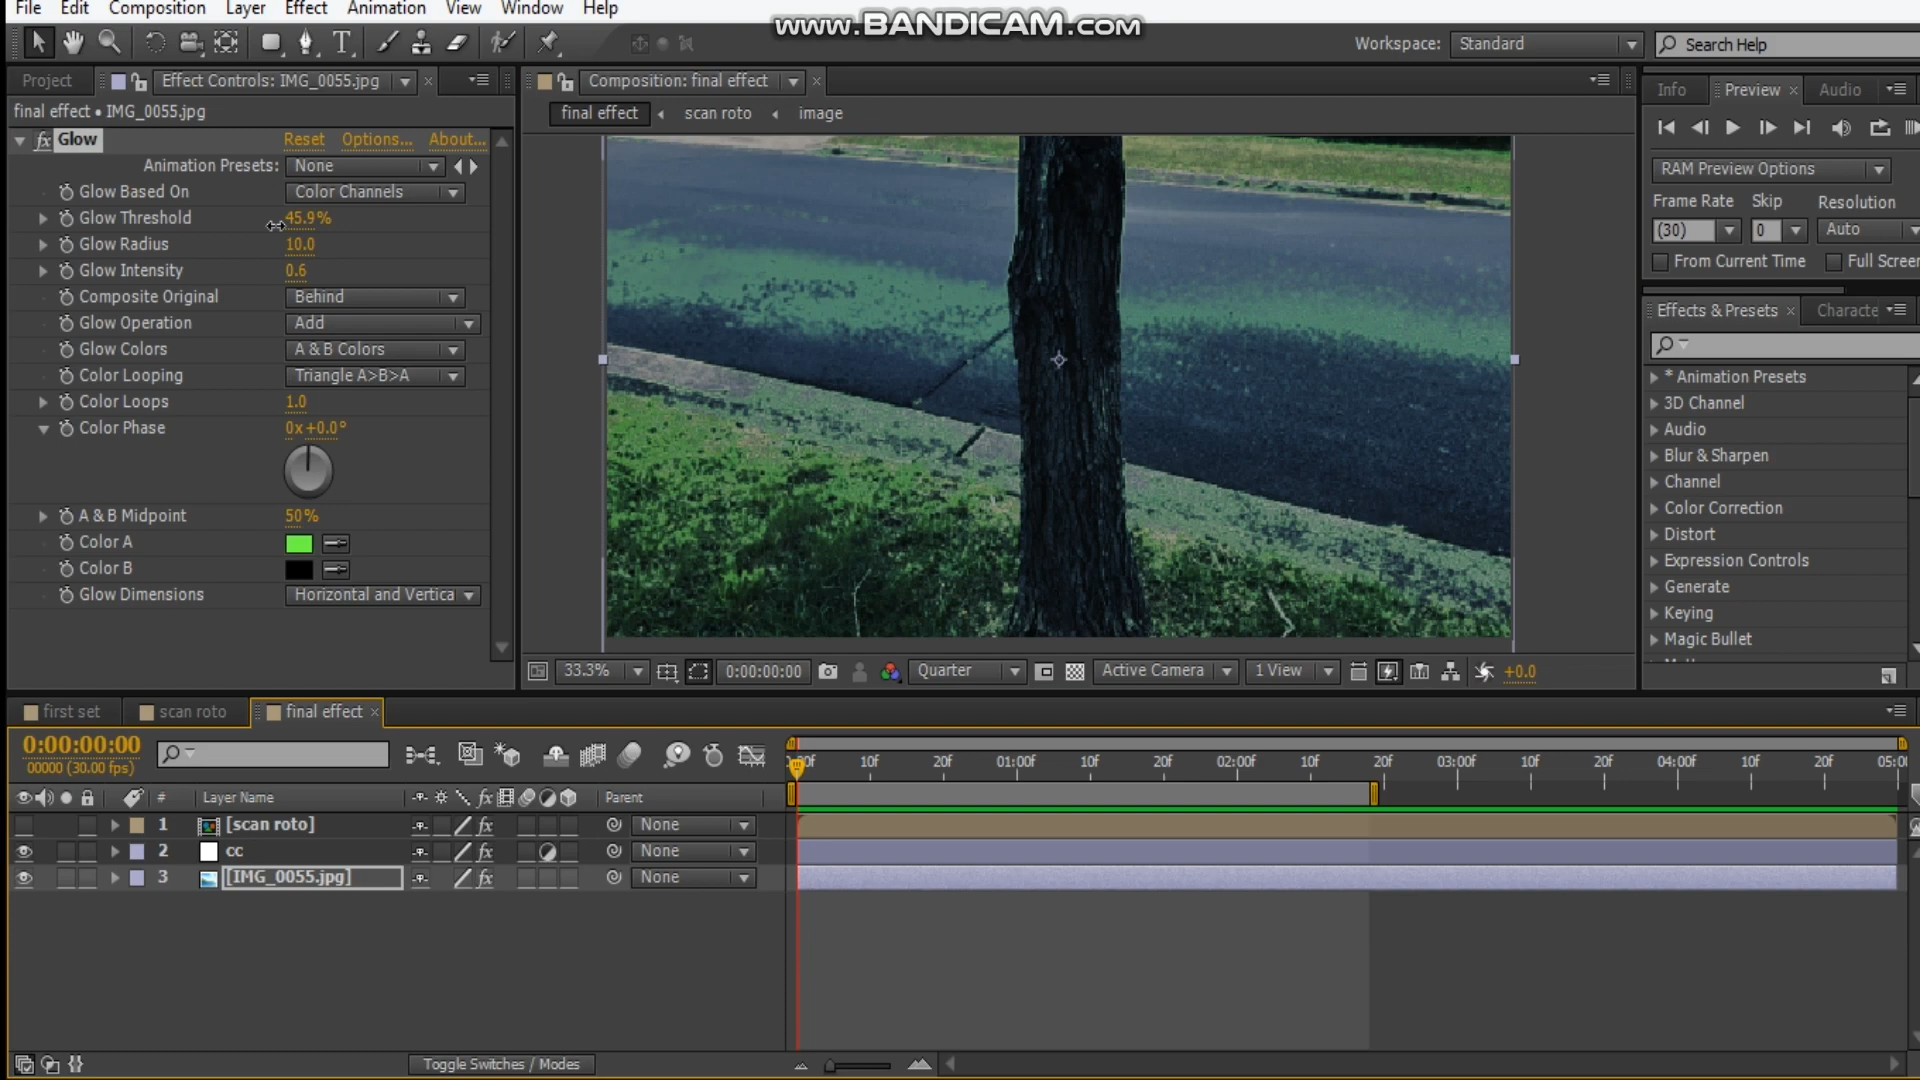 File Edit Composition Layer Effect Animation View Window Help
www.BANDICAM.com
Workspace: Standard
Search Help
Project
Effect Controls: IMG_0055.jpg
Composition: final effect
Info
Preview
Audio
final effect • IMG_0055.jpg
final effect
scan roto
image
fx Glow
Reset
Options...
About...
Animation Presets: None
Glow Based On Color Channels
Glow Threshold 45.9%
Glow Radius 10.0
Glow Intensity 0.6
Composite Original Behind
Glow Operation Add
Glow Colors A & B Colors
Color Looping Triangle A>B>A
Color Loops 1.0
Color Phase 0x+0.0°
A & B Midpoint 50%
Color A
Color B
Glow Dimensions Horizontal and Vertica
RAM Preview Options
Frame Rate Skip Resolution
(30) 0 Auto
From Current Time Full Screen
Effects & Presets
Characte
* Animation Presets
3D Channel
Audio
Blur & Sharpen
Channel
Color Correction
Distort
Expression Controls
Generate
Keying
Magic Bullet
33.3%
0:00:00:00
Quarter
Active Camera
1 View
+0.0
first set
scan roto
final effect
0:00:00:00
00000 (30.00 fps)
10f 20f 01:00f 10f 20f 02:00f 10f 20f 03:00f 10f 20f 04:00f 10f 20f 05:00
# Layer Name
fx
Parent
1 [scan roto] fx None
2 cc fx None
3 [IMG_0055.jpg] fx None
Toggle Switches / Modes